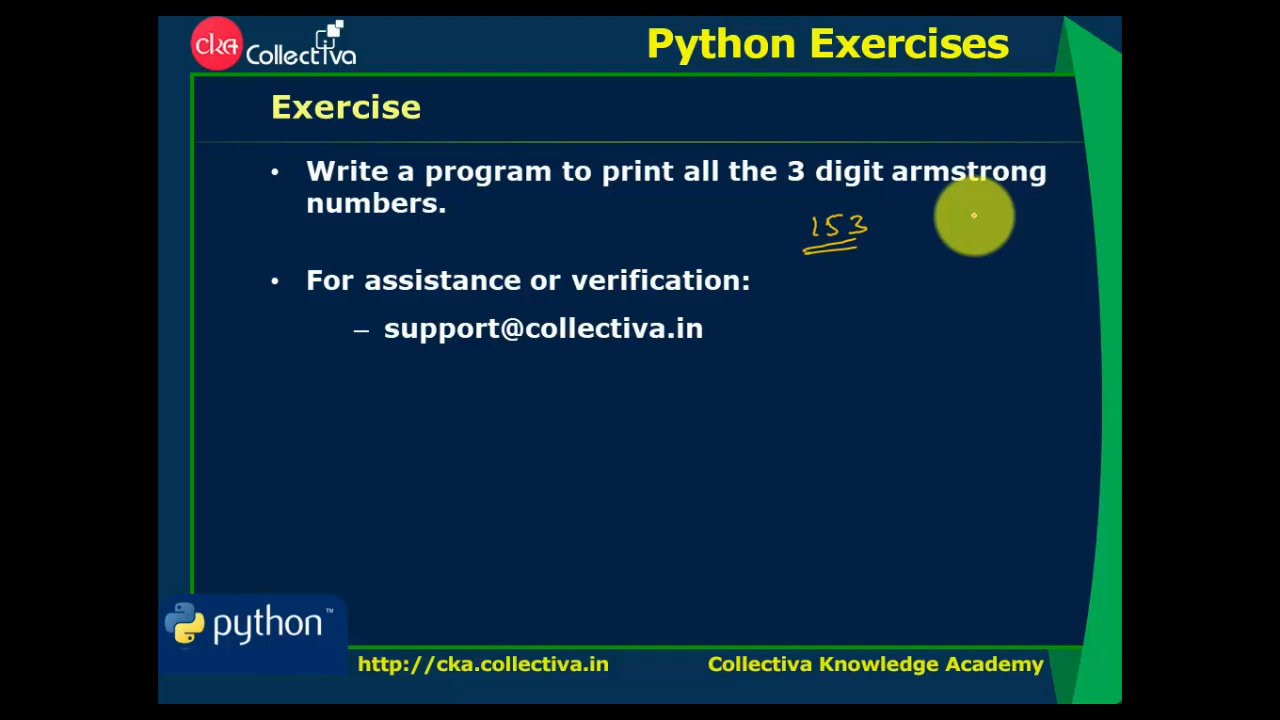 cka Collectiva
Python Exercises
Exercise
• Write a program to print all the 3 digit armstrong
numbers.
153
• For assistance or verification:
– support@collectiva.in
python™
http://cka.collectiva.in
Collectiva Knowledge Academy